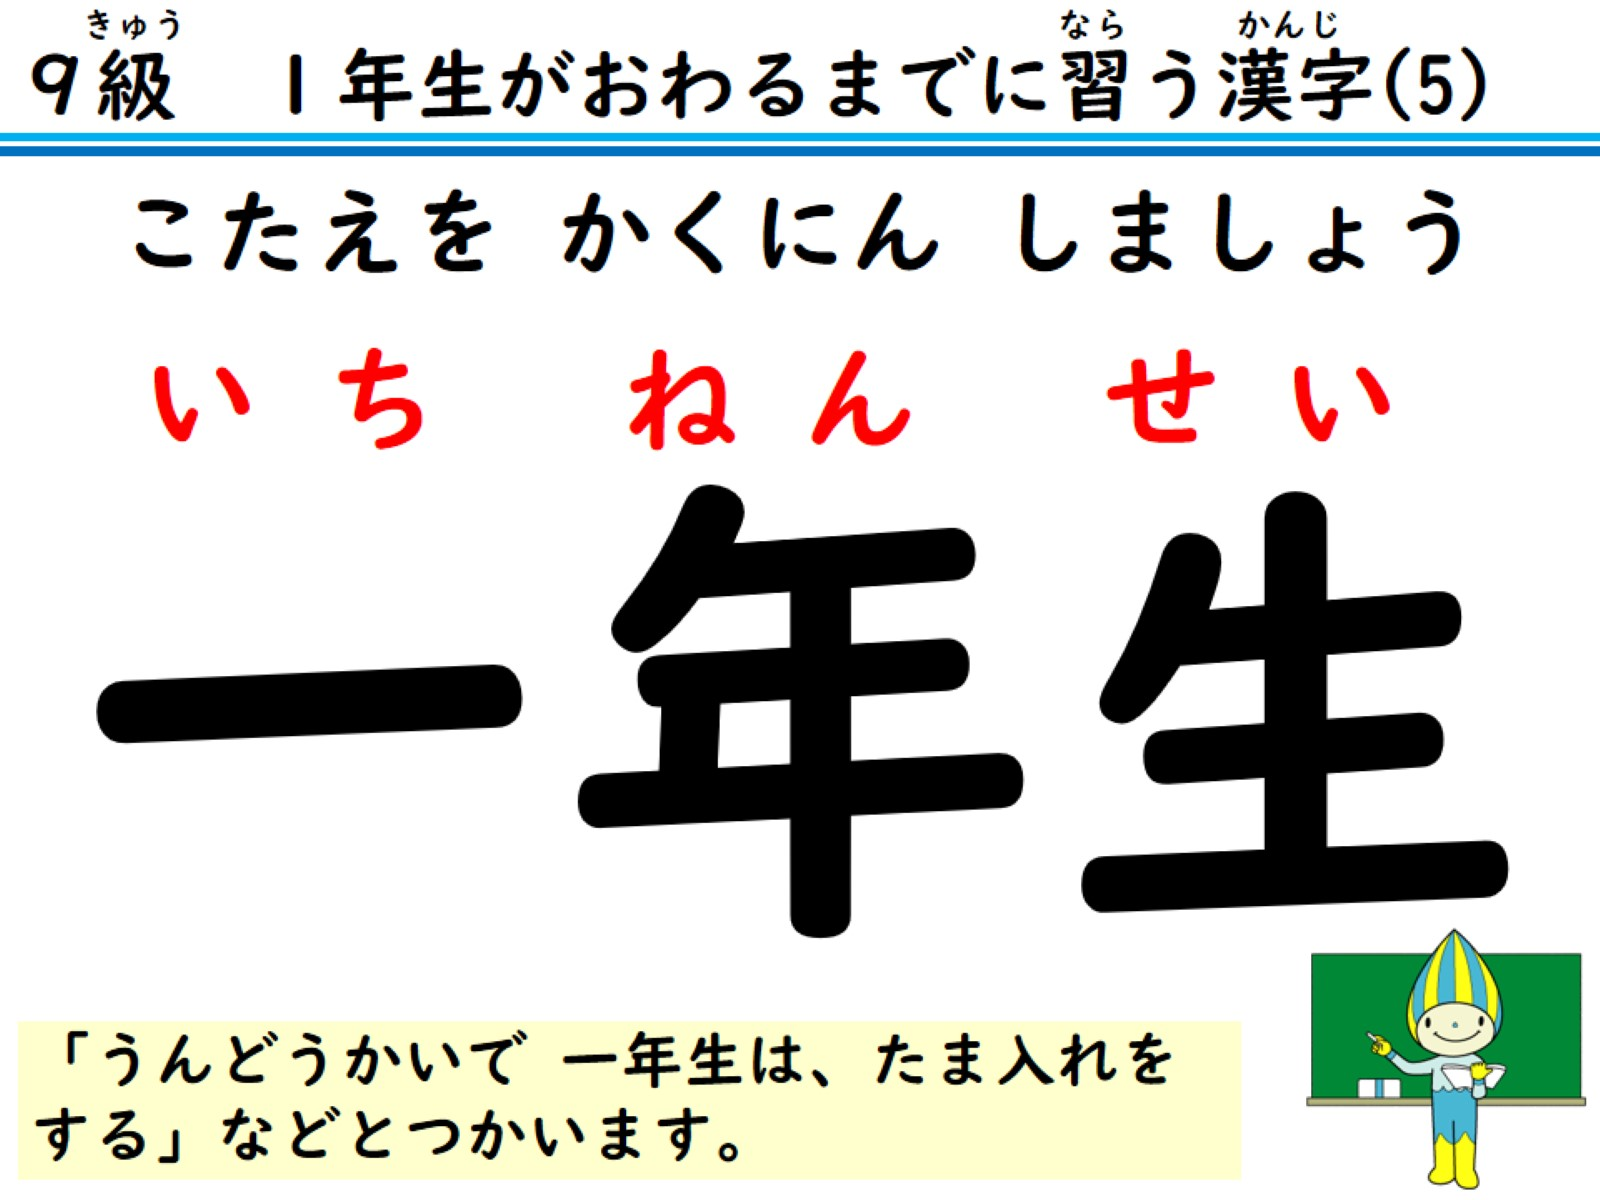 きゅう なら かんじ
9級 1年生がおわるまでに習う漢字(5)
こたえを かくにん しましょう
いち ねん せい
一年生
「うんどうかいで 一年生は、たま入れを
する」などとつかいます。